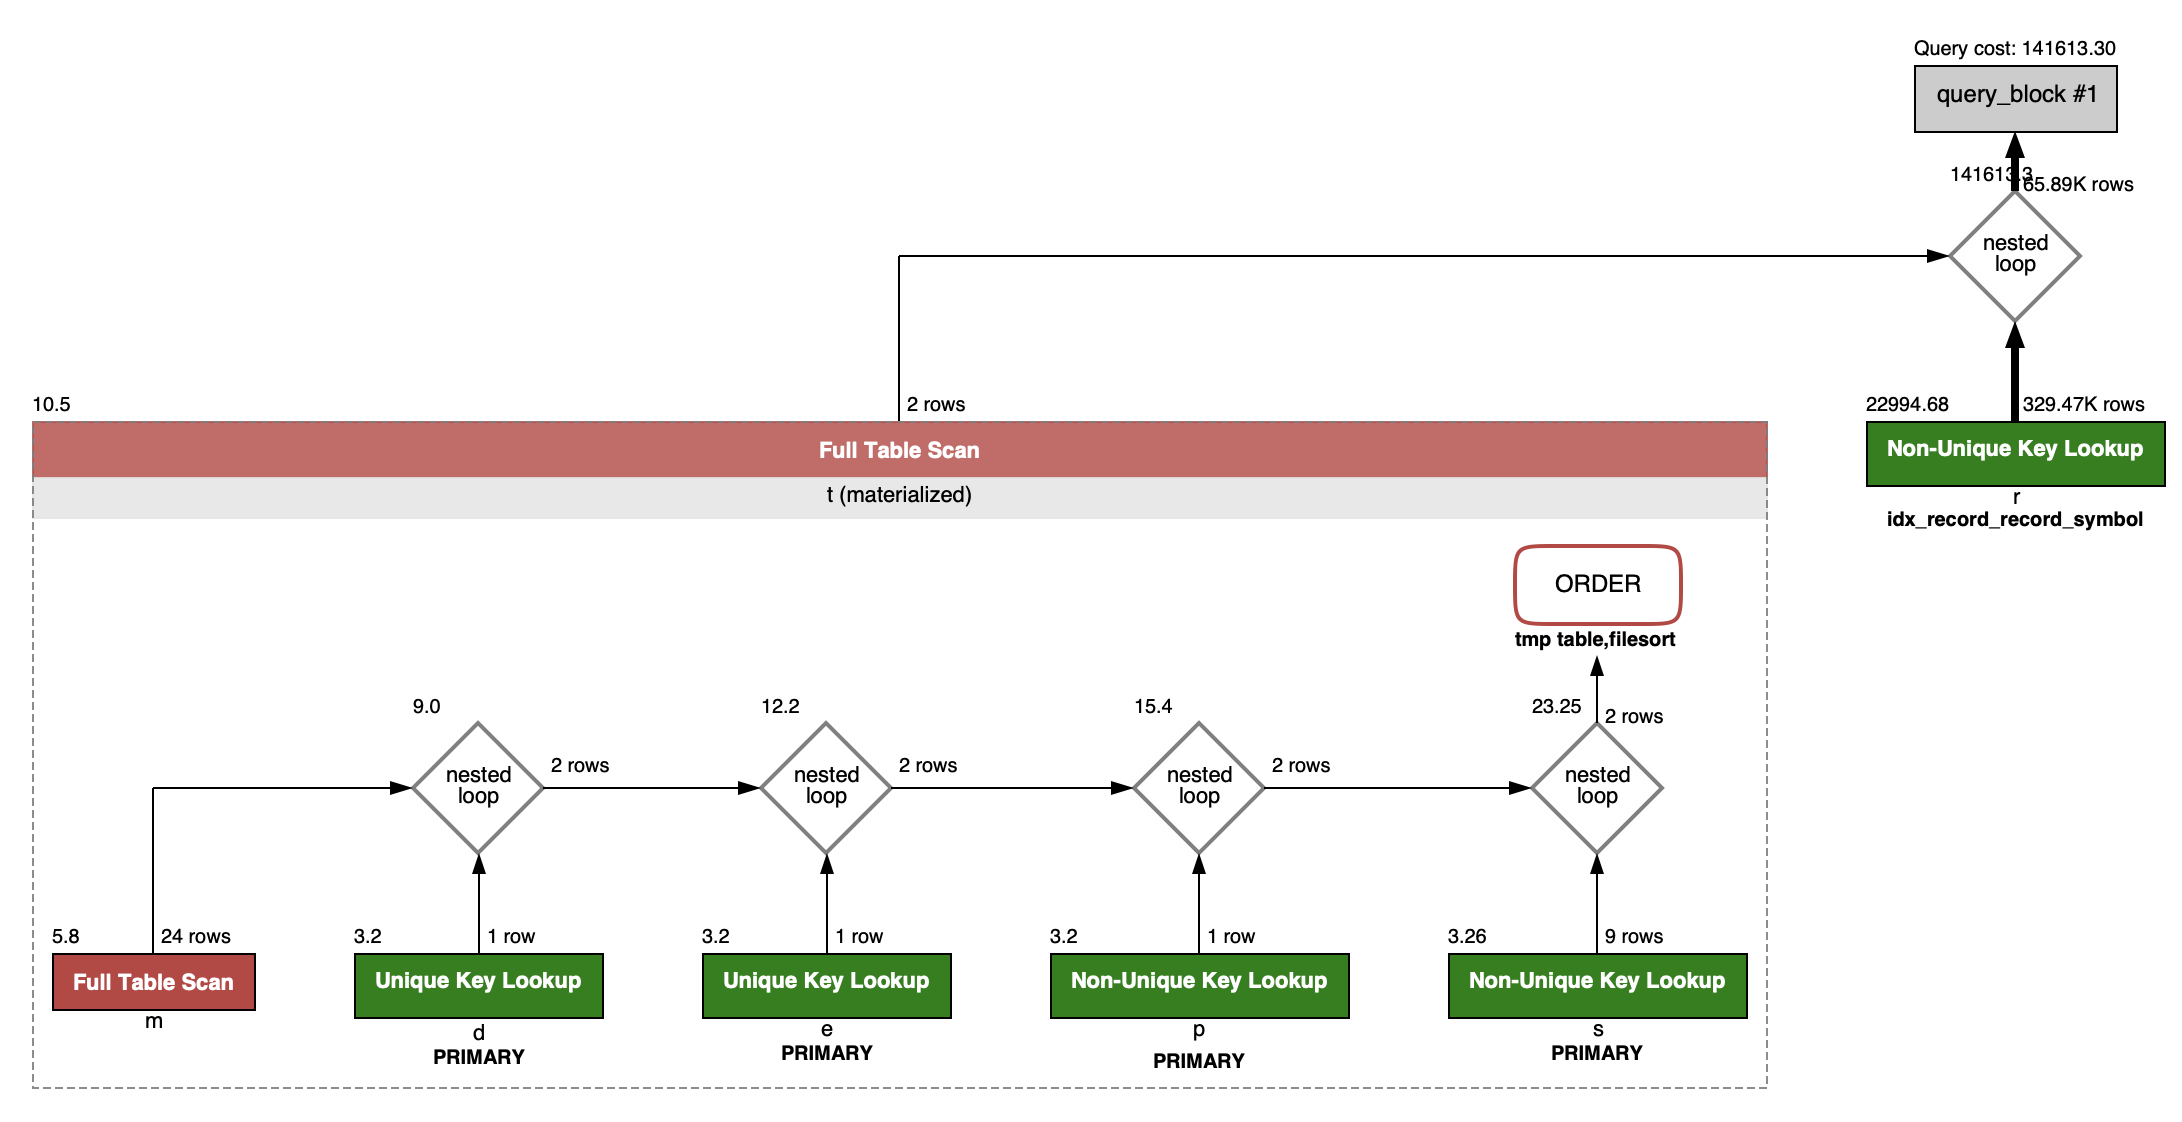 Query cost: 141613.30
query_block #1
141613.3
65.89K rows
nested
loop
10.5
2 rows
22994.68
329.47K rows
Full Table Scan
Non-Unique Key Lookup
t (materialized)
r
idx_record_record_symbol
ORDER
tmp table,filesort
9.0
12.2
15.4
23.25
2 rows
2 rows
2 rows
2 rows
nested
loop
nested
loop
nested
loop
nested
loop
5.8
24 rows
3.2
1 row
3.2
1 row
3.2
1 row
3.26
9 rows
Full Table Scan
Unique Key Lookup
Unique Key Lookup
Non-Unique Key Lookup
Non-Unique Key Lookup
m
d
e
p
s
PRIMARY
PRIMARY
PRIMARY
PRIMARY